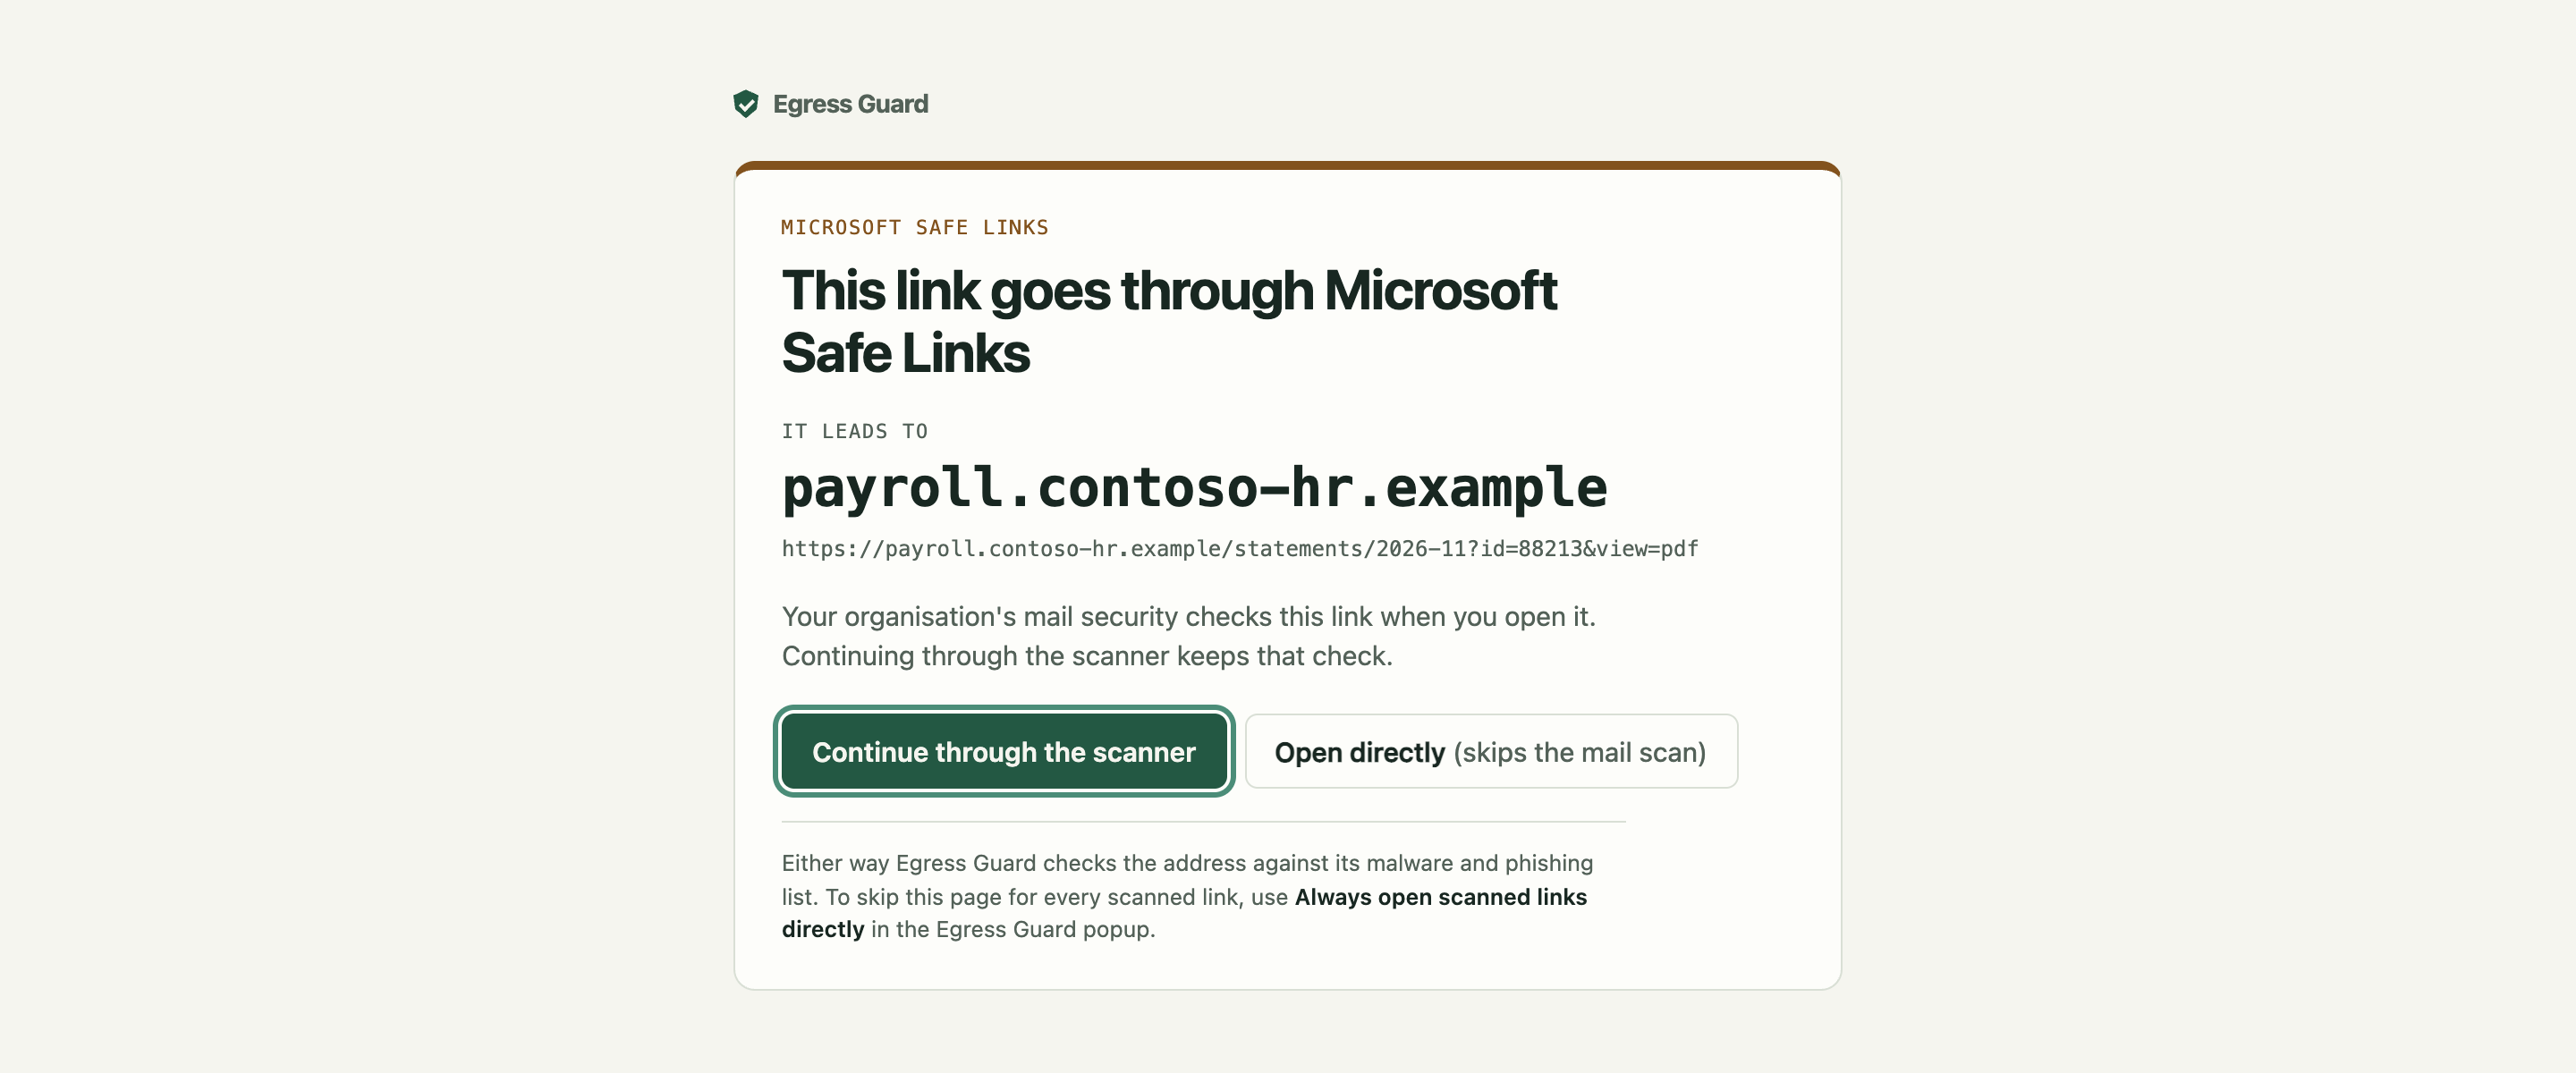 Egress Guard
MICROSOFT SAFE LINKS
This link goes through Microsoft
Safe Links
IT LEADS TO
payroll.contoso-hr.example
https://payroll.contoso-hr.example/statements/2026-11?id=88213&view=pdf
Your organisation's mail security checks this link when you open it.
Continuing through the scanner keeps that check.
Continue through the scanner
Open directly (skips the mail scan)
Either way Egress Guard checks the address against its malware and phishing
list. To skip this page for every scanned link, use Always open scanned links
directly in the Egress Guard popup.